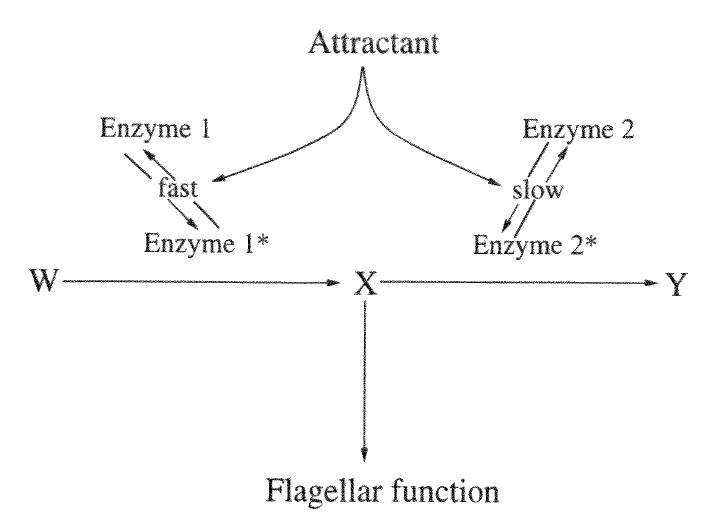 Attractant
Enzyme 1
Enzyme 2
fast
slow
Enzyme 1*
Enzyme 2*
W
X
Y
Flagellar function